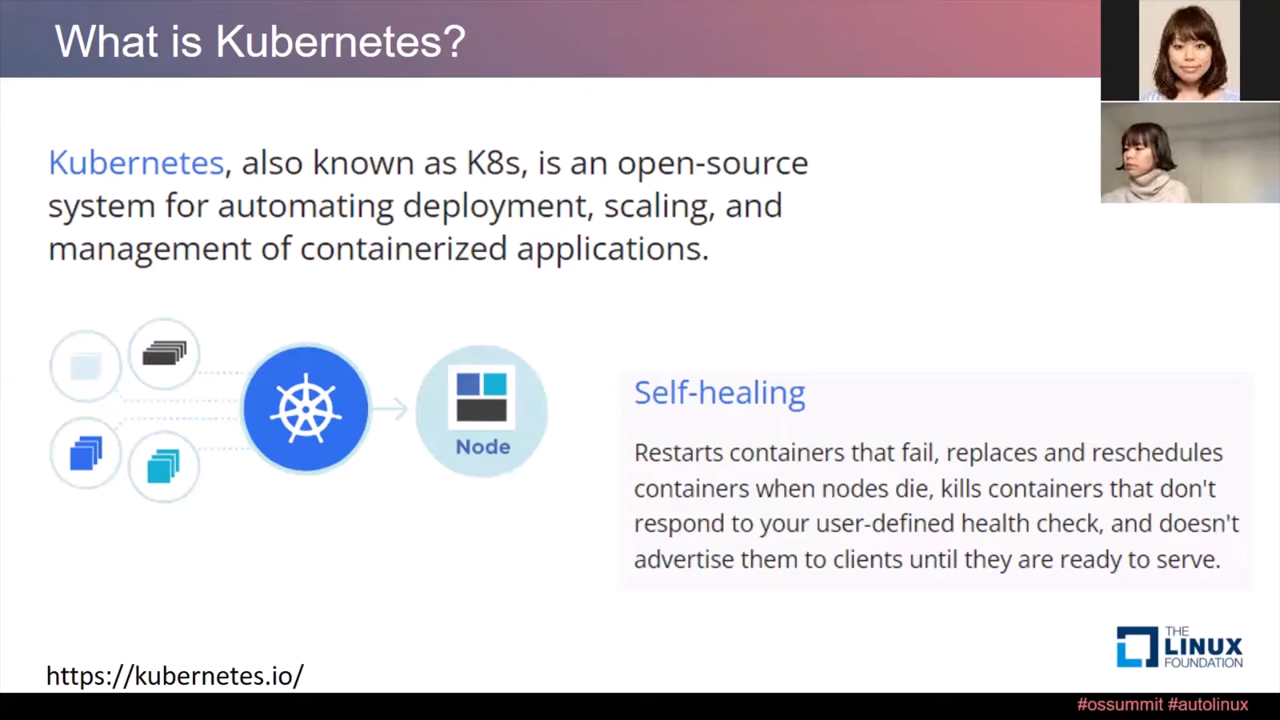 What is Kubernetes?
Kubernetes, also known as K8s, is an open-source
system for automating deployment, scaling, and
management of containerized applications.
Node
Self-healing
Restarts containers that fail, replaces and reschedules
containers when nodes die, kills containers that don't
respond to your user-defined health check, and doesn't
advertise them to clients until they are ready to serve.
https://kubernetes.io/
THE
LINUX
FOUNDATION
#ossummit #autolinux